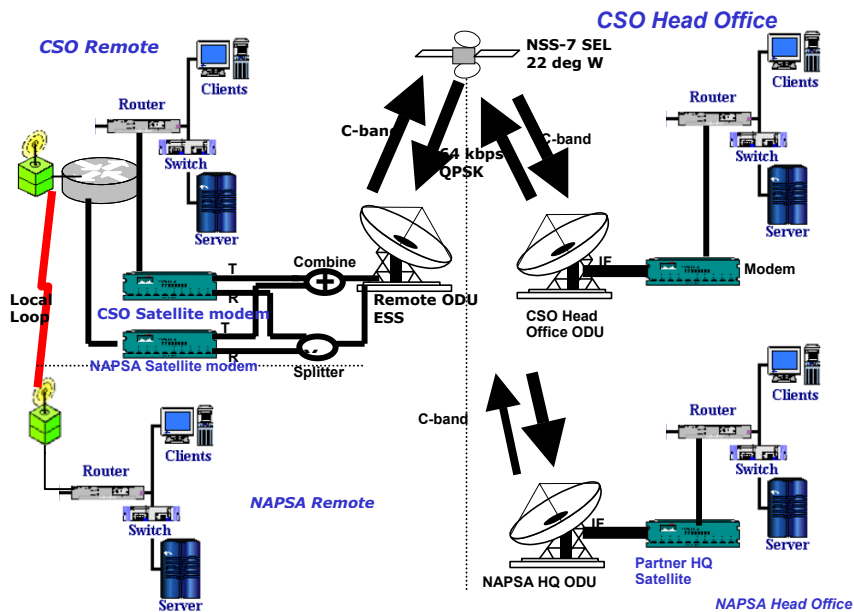 CSO Remote
CSO Head Office
NSS-7 SEL
22 deg W
Clients
Router
Switch
Server
C-band
64 kbps
QPSK
C-band
Clients
Router
Switch
Server
Local
Loop
T
R
Combine
CSO Satellite modem
T
R
NAPSA Satellite modem
Splitter
Remote ODU
ESS
IF
Modem
CSO Head
Office ODU
C-band
Clients
Router
Switch
Server
NAPSA Remote
Clients
Router
Switch
Server
IF
NAPSA HQ ODU
Partner HQ
Satellite
NAPSA Head Office